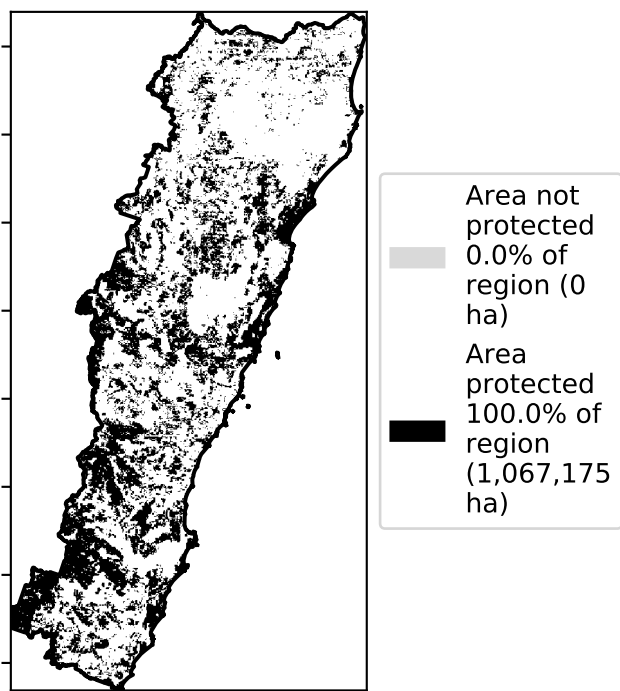 Area not
protected
0.0% of
region (0
ha)
Area
protected
100.0% of
region
(1,067,175
ha)